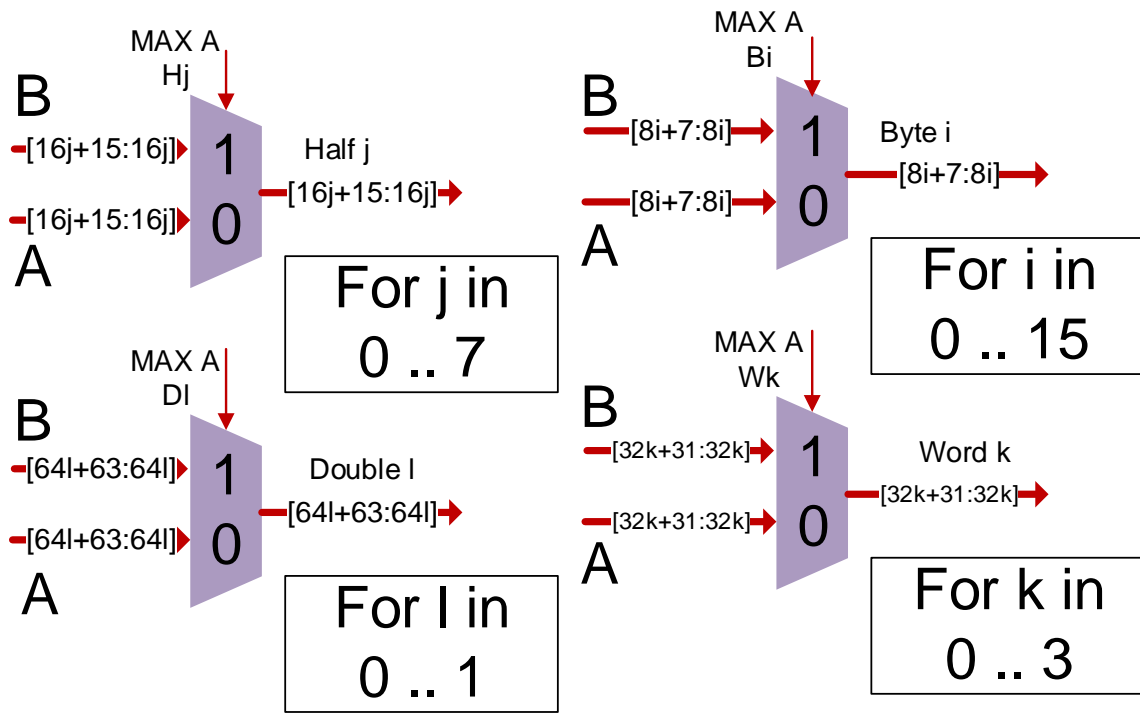 MAX A
Hj
B
[16j+15:16j]
1
Half j
[16j+15:16j]
[16j+15:16j]
0
A
For j in
0 .. 7
MAX A
Bi
B
[8i+7:8i]
1
Byte i
[8i+7:8i]
[8i+7:8i]
0
A
For i in
0 .. 15
MAX A
Dl
B
[64l+63:64l]
1
Double l
[64l+63:64l]
[64l+63:64l]
0
A
For l in
0 .. 1
MAX A
Wk
B
[32k+31:32k]
1
Word k
[32k+31:32k]
[32k+31:32k]
0
A
For k in
0 .. 3